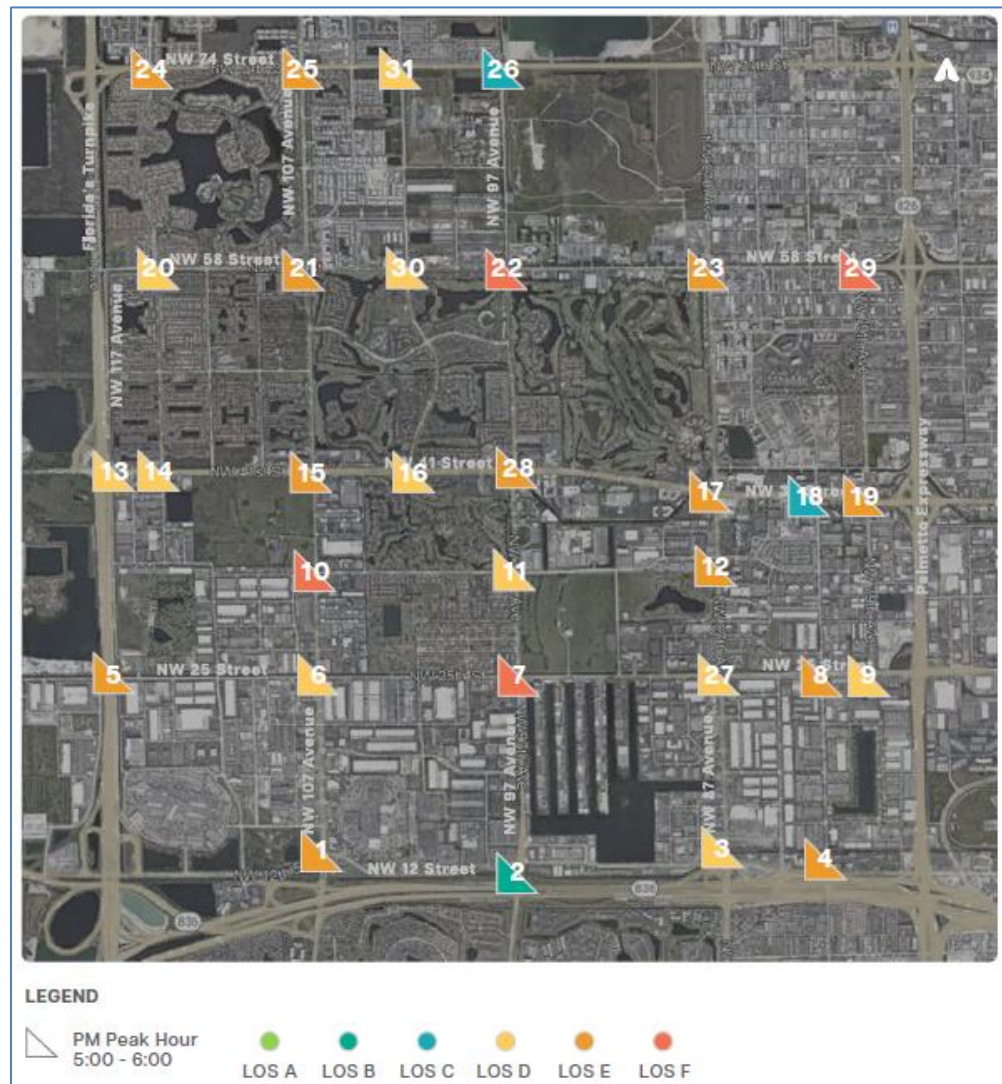 NW 74 Street
24
25
31
26
634
Florida's Turnpike
NW 107 Avenue
NW 97 Avenue
826
NW 58 Street
20
21
30
22
23
NW 58 Stre
29
NW 117 Avenue
13
14
15
16
NW 41 Street
28
17
18
19
Palmetto Expressway
10
11
12
5
NW 25 Street
6
7
27
8
9
NW 107 Avenue
NW 97 Avenue
NW 87 Avenue
1
NW 12 Street
2
3
4
836
836
LEGEND
PM Peak Hour
5:00 - 6:00
LOS A
LOS B
LOS C
LOS D
LOS E
LOS F